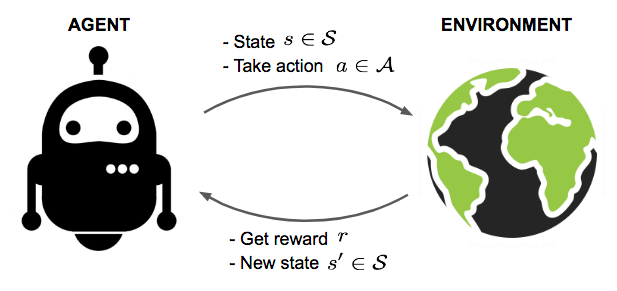 AGENT
ENVIRONMENT
- State s ∈ 𝒮
- Take action a ∈ 𝒜
- Get reward r
- New state s′ ∈ 𝒮